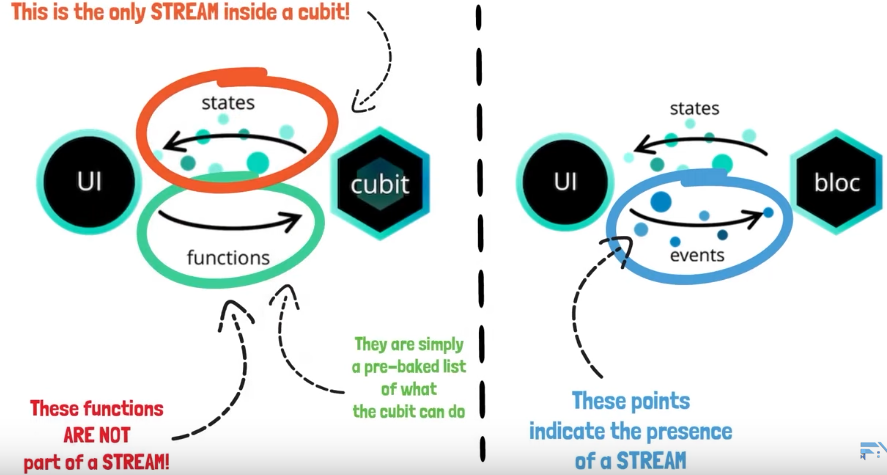 This is the only STREAM inside a cubit!
states
UI
cubit
functions
These functions
ARE NOT
part of a STREAM!
They are simply
a pre-baked list
of what
the cubit can do
states
UI
bloc
events
These points
indicate the presence
of a STREAM